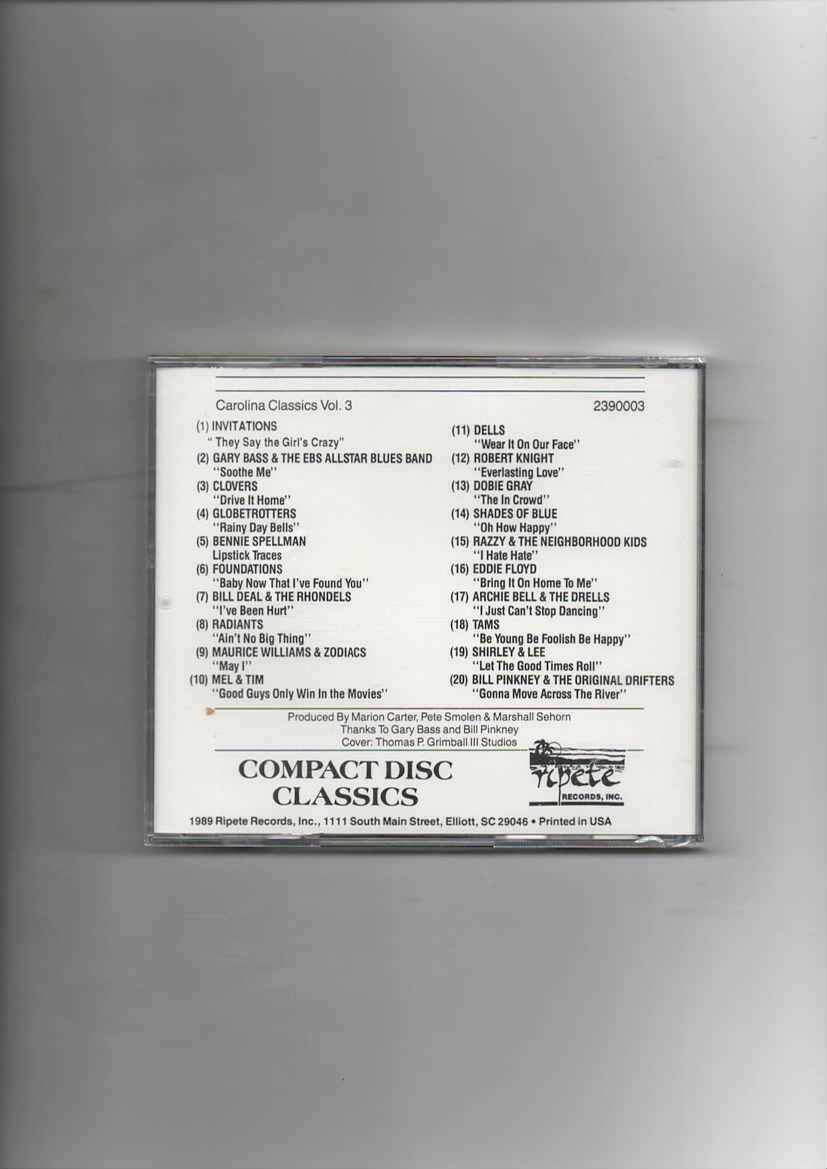 Carolina Classics Vol. 3
2390003
(1) INVITATIONS
" They Say the Girl's Crazy"
(2) GARY BASS & THE EBS ALLSTAR BLUES BAND
"Soothe Me"
(3) CLOVERS
"Drive It Home"
(4) GLOBETROTTERS
"Rainy Day Bells"
(5) BENNIE SPELLMAN
Lipstick Traces
(6) FOUNDATIONS
"Baby Now That I've Found You"
(7) BILL DEAL & THE RHONDELS
"I've Been Hurt"
(8) RADIANTS
"Ain't No Big Thing"
(9) MAURICE WILLIAMS & ZODIACS
"May I"
(10) MEL & TIM
"Good Guys Only Win In the Movies"
(11) DELLS
"Wear It On Our Face"
(12) ROBERT KNIGHT
"Everlasting Love"
(13) DOBIE GRAY
"The In Crowd"
(14) SHADES OF BLUE
"Oh How Happy"
(15) RAZZY & THE NEIGHBORHOOD KIDS
"I Hate Hate"
(16) EDDIE FLOYD
"Bring It On Home To Me"
(17) ARCHIE BELL & THE DRELLS
"I Just Can't Stop Dancing"
(18) TAMS
"Be Young Be Foolish Be Happy"
(19) SHIRLEY & LEE
"Let The Good Times Roll"
(20) BILL PINKNEY & THE ORIGINAL DRIFTERS
"Gonna Move Across The River"
Produced By Marion Carter, Pete Smolen & Marshall Sehorn
Thanks To Gary Bass and Bill Pinkney
Cover: Thomas P. Grimball III Studios
COMPACT DISC
CLASSICS
ripete
RECORDS, INC.
1989 Ripete Records, Inc., 1111 South Main Street, Elliott, SC 29046 • Printed in USA